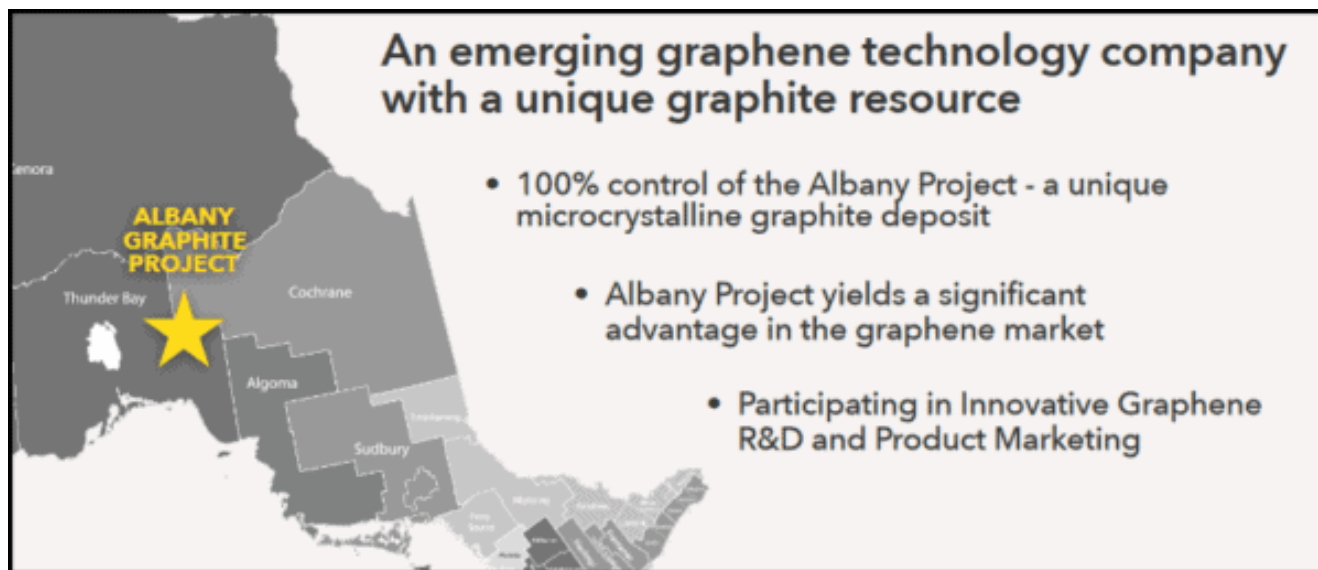 An emerging graphene technology company
with a unique graphite resource
• 100% control of the Albany Project - a unique
microcrystalline graphite deposit
• Albany Project yields a significant
advantage in the graphene market
• Participating in Innovative Graphene
R&D and Product Marketing
enora
ALBANY
GRAPHITE
PROJECT
Thunder Bay
Cochrane
Algoma
Sudbury